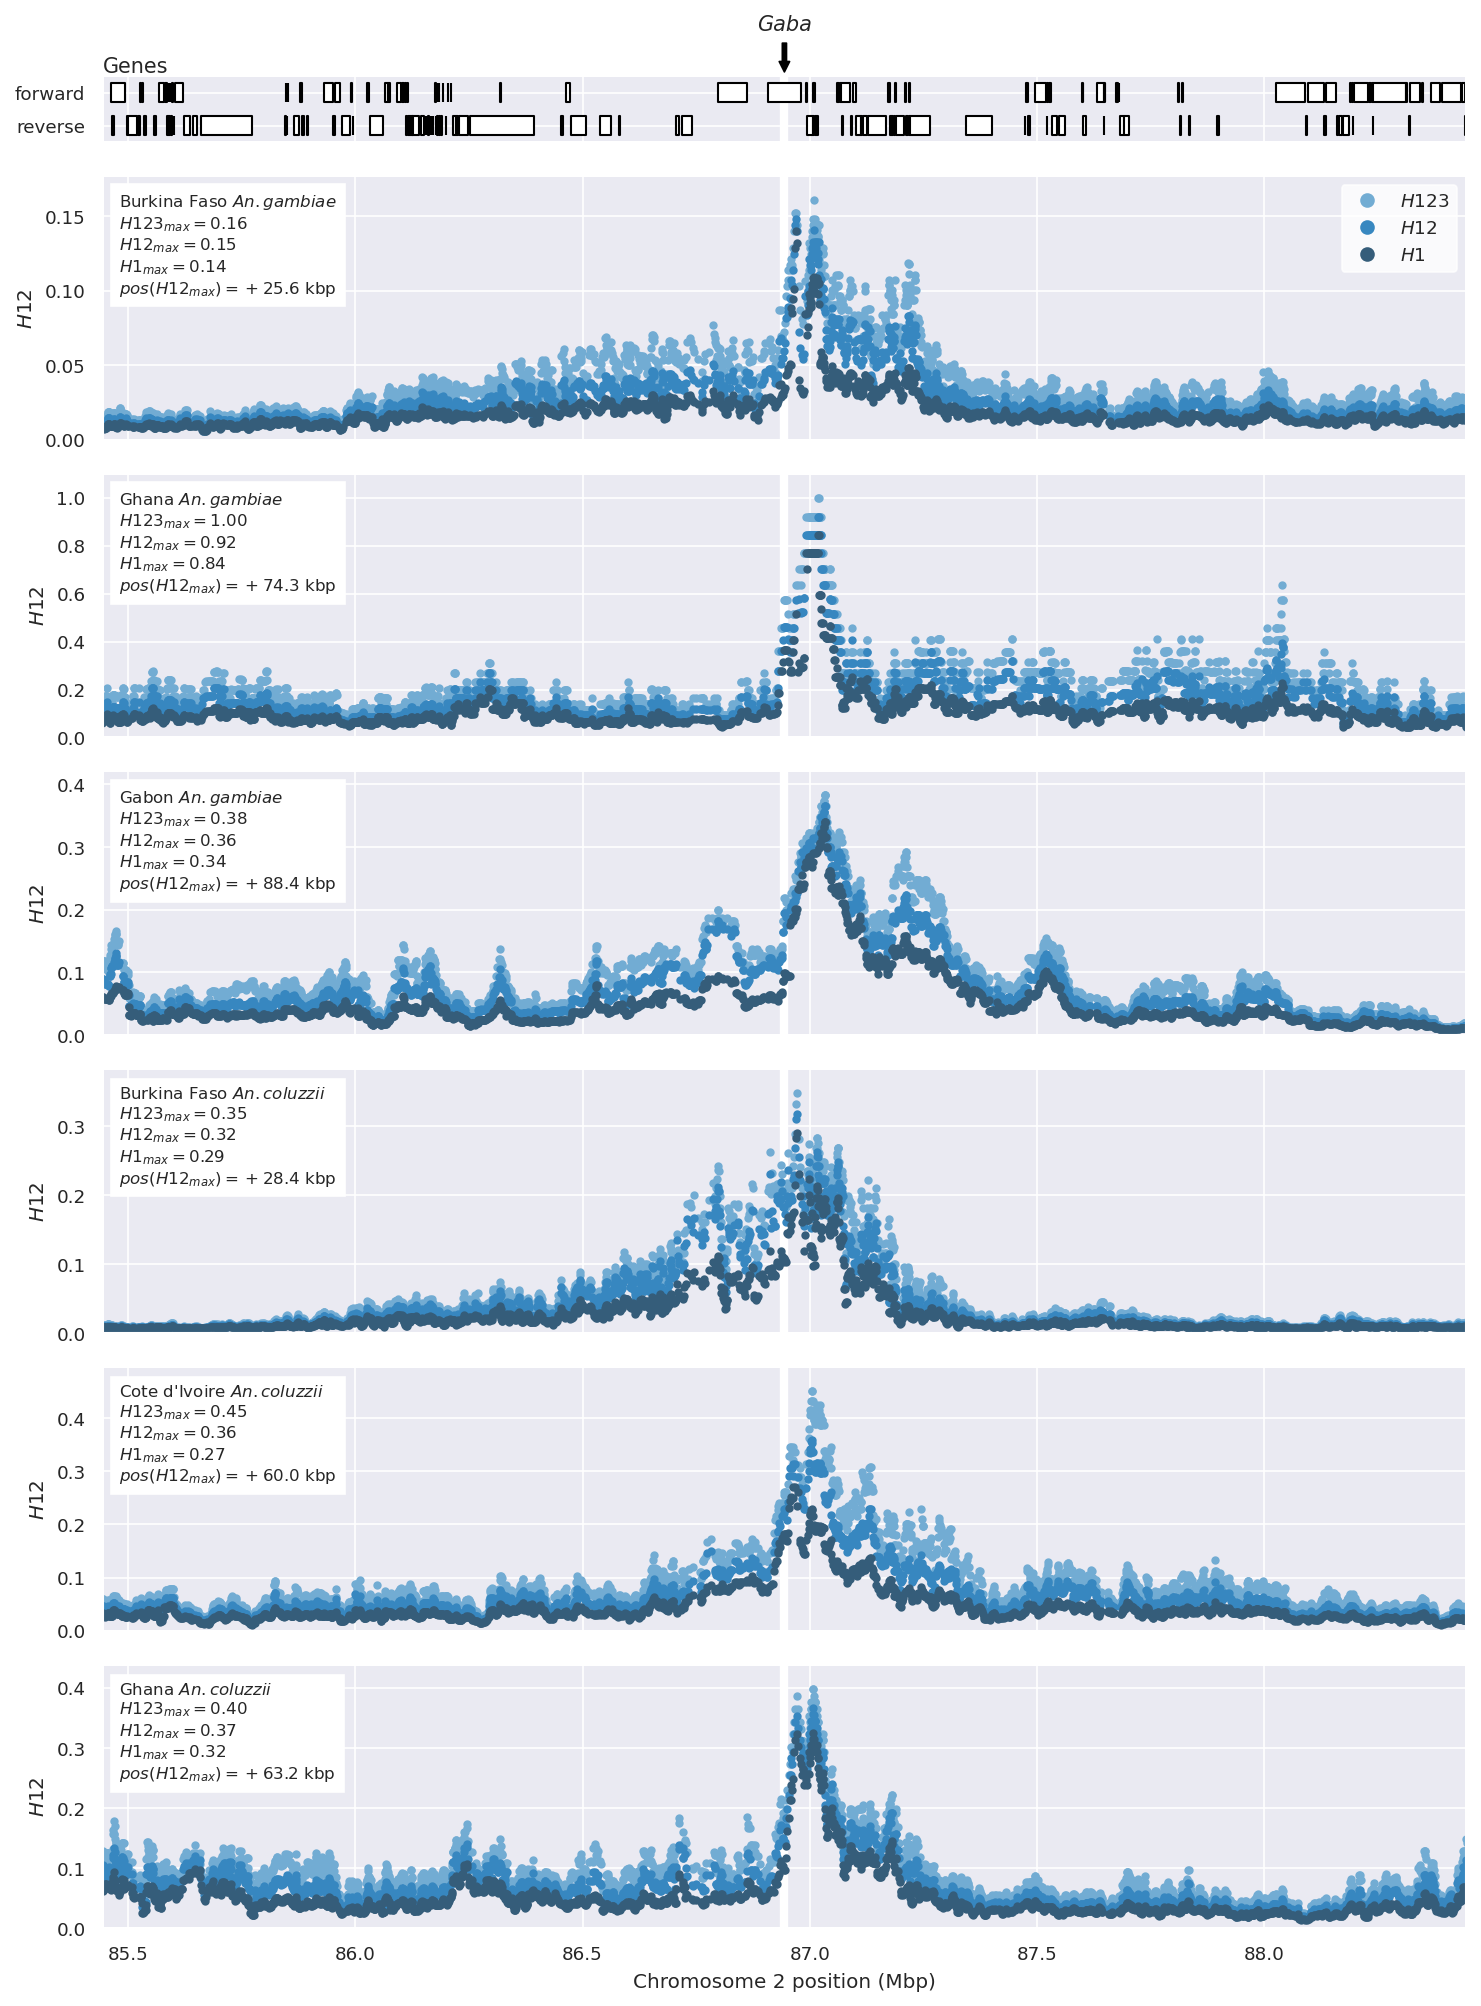 Gaba
Genes
forward
reverse
Burkina Faso An. gambiae
H123max = 0.16
H12max = 0.15
H1max = 0.14
pos(H12max) = + 25.6 kbp
H123
H12
H1
0.15
0.10
0.05
0.00
H12
Ghana An. gambiae
H123max = 1.00
H12max = 0.92
H1max = 0.84
pos(H12max) = + 74.3 kbp
1.0
0.8
0.6
0.4
0.2
0.0
H12
Gabon An. gambiae
H123max = 0.38
H12max = 0.36
H1max = 0.34
pos(H12max) = + 88.4 kbp
0.4
0.3
0.2
0.1
0.0
H12
Burkina Faso An. coluzzii
H123max = 0.35
H12max = 0.32
H1max = 0.29
pos(H12max) = + 28.4 kbp
0.3
0.2
0.1
0.0
H12
Cote d'Ivoire An. coluzzii
H123max = 0.45
H12max = 0.36
H1max = 0.27
pos(H12max) = + 60.0 kbp
0.4
0.3
0.2
0.1
0.0
H12
Ghana An. coluzzii
H123max = 0.40
H12max = 0.37
H1max = 0.32
pos(H12max) = + 63.2 kbp
0.4
0.3
0.2
0.1
0.0
H12
85.5 86.0 86.5 87.0 87.5 88.0
Chromosome 2 position (Mbp)